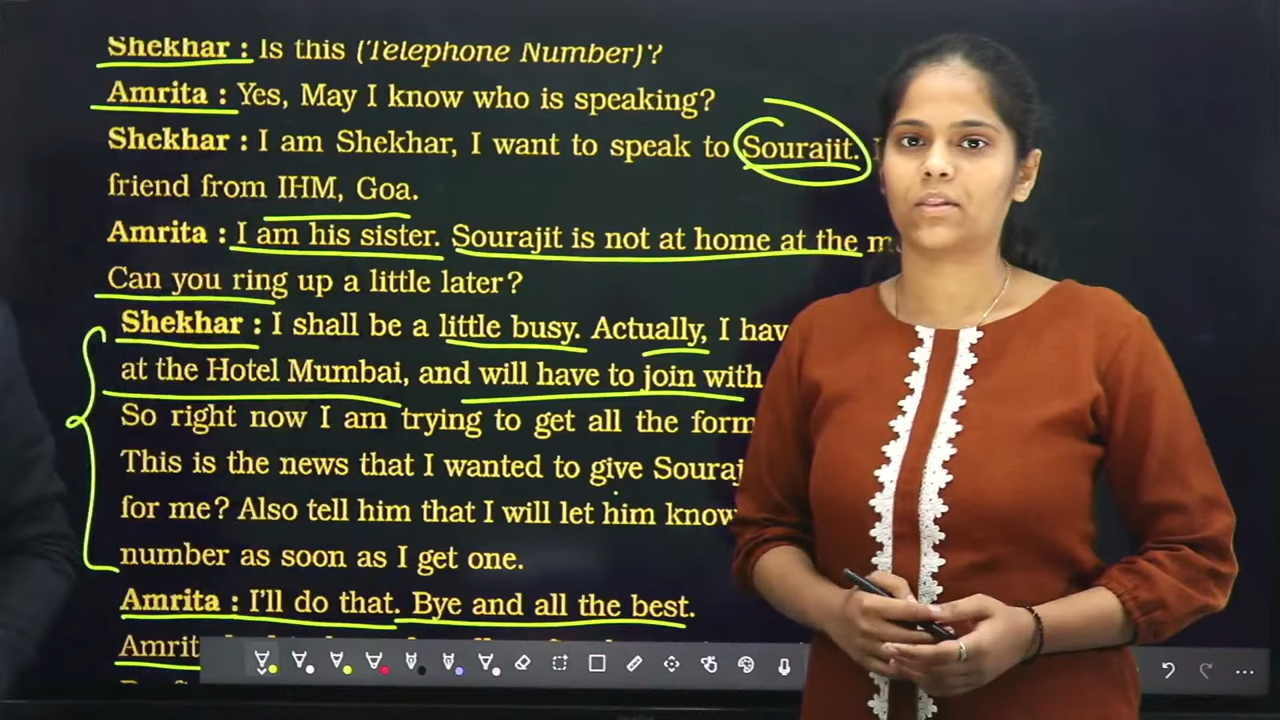 Shekhar : Is this (Telephone Number)?
Amrita : Yes, May I know who is speaking?
Shekhar : I am Shekhar, I want to speak to Sourajit.
friend from IHM, Goa.
Amrita : I am his sister. Sourajit is not at home at the
Can you ring up a little later?
Shekhar : I shall be a little busy. Actually, I
at the Hotel Mumbai, and will have to join with
So right now I am trying to get all the
This is the news that I wanted to give
for me? Also tell him that I will let him know
number as soon as I get one.
Amrita : I'll do that. Bye and all the best.